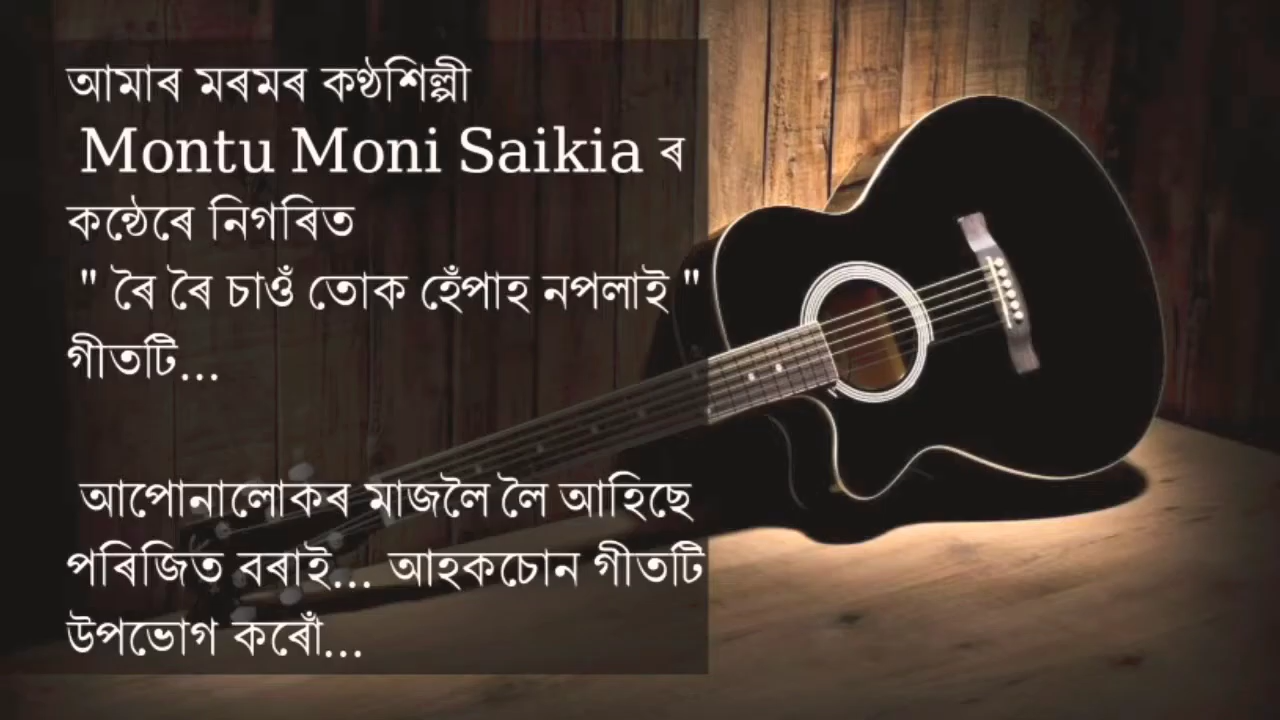 আমাৰ মৰমৰ কণ্ঠশিল্পী
Montu Moni Saikia ৰ
কন্ঠেৰে নিগৰিত
" ৰৈ ৰৈ চাওঁ তোক হেঁপাহ নপলাই "
গীতটি...
আপোনালোকৰ মাজলৈ লৈ আহিছে
পৰিজিত বৰাই... আহকচোন গীতটি
উপভোগ কৰোঁ...